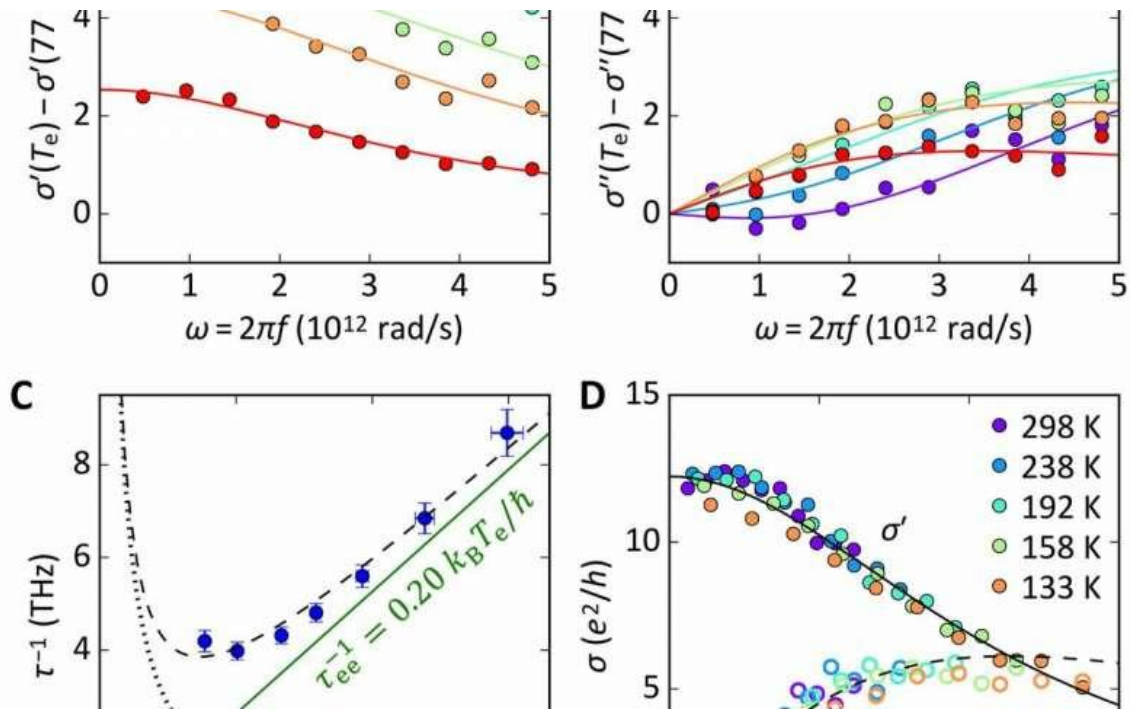 4
2
0
σ′(Tₑ) − σ′(77
0 1 2 3 4 5
ω = 2πf (10¹² rad/s)
4
2
0
σ″(Tₑ) − σ″(77
0 1 2 3 4 5
ω = 2πf (10¹² rad/s)
C
8
6
4
τ⁻¹ (THz)
τₑₑ⁻¹ = 0.20 k_BTₑ/ℏ
D
15
10
5
σ (e²/h)
σ′
298 K
238 K
192 K
158 K
133 K